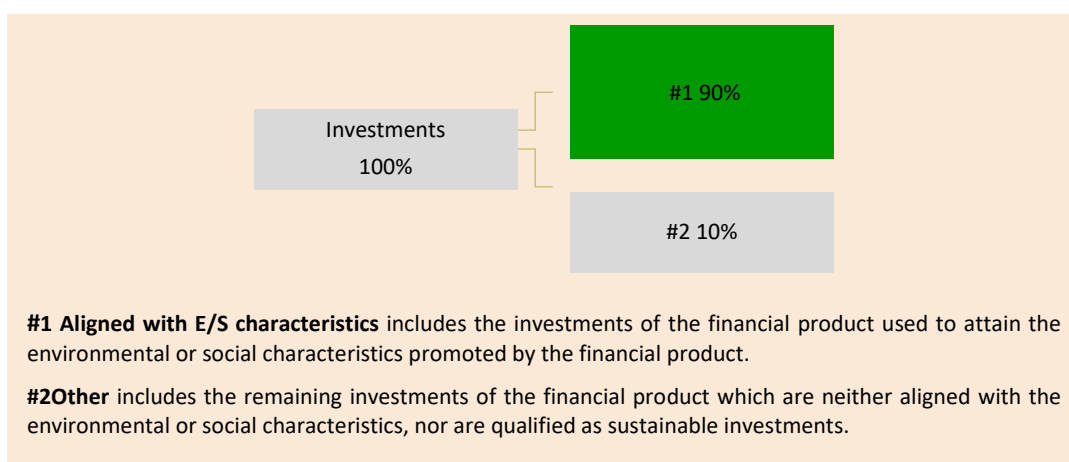 #1 90%
Investments
100%
#2 10%
#1 Aligned with E/S characteristics includes the investments of the financial product used to attain the
environmental or social characteristics promoted by the financial product.
#2Other includes the remaining investments of the financial product which are neither aligned with the
environmental or social characteristics, nor are qualified as sustainable investments.